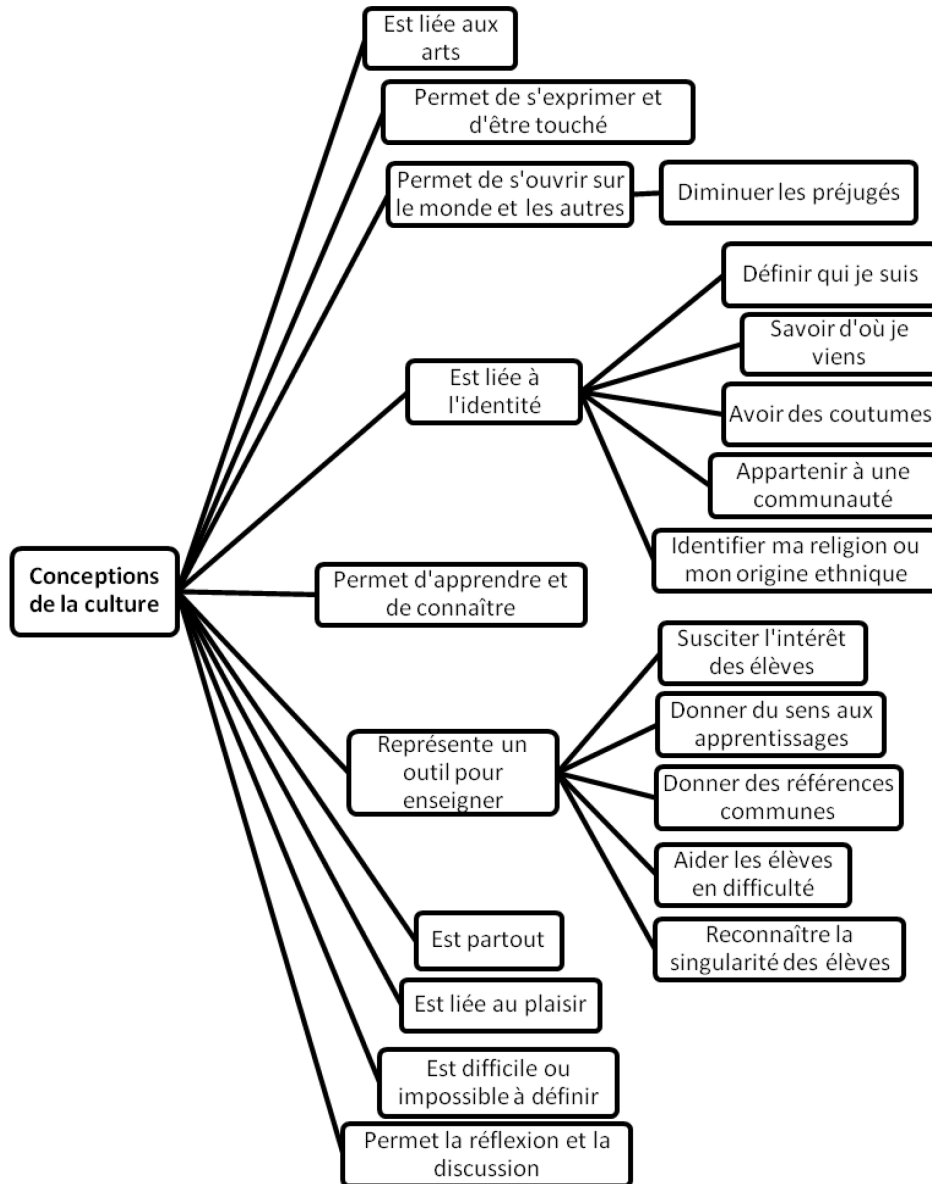 Est liée aux
arts
Permet de s'exprimer et
d'être touché
Permet de s'ouvrir sur
le monde et les autres
Diminuer les préjugés
Définir qui je suis
Savoir d'où je
viens
Est liée à
l'identité
Avoir des coutumes
Appartenir à une
communauté
Identifier ma religion ou
mon origine ethnique
Conceptions
de la culture
Permet d'apprendre et
de connaître
Susciter l'intérêt
des élèves
Donner du sens aux
apprentissages
Représente un
outil pour
enseigner
Donner des références
communes
Aider les élèves
en difficulté
Reconnaître la
singularité des élèves
Est partout
Est liée au plaisir
Est difficile ou
impossible à définir
Permet la réflexion et la
discussion